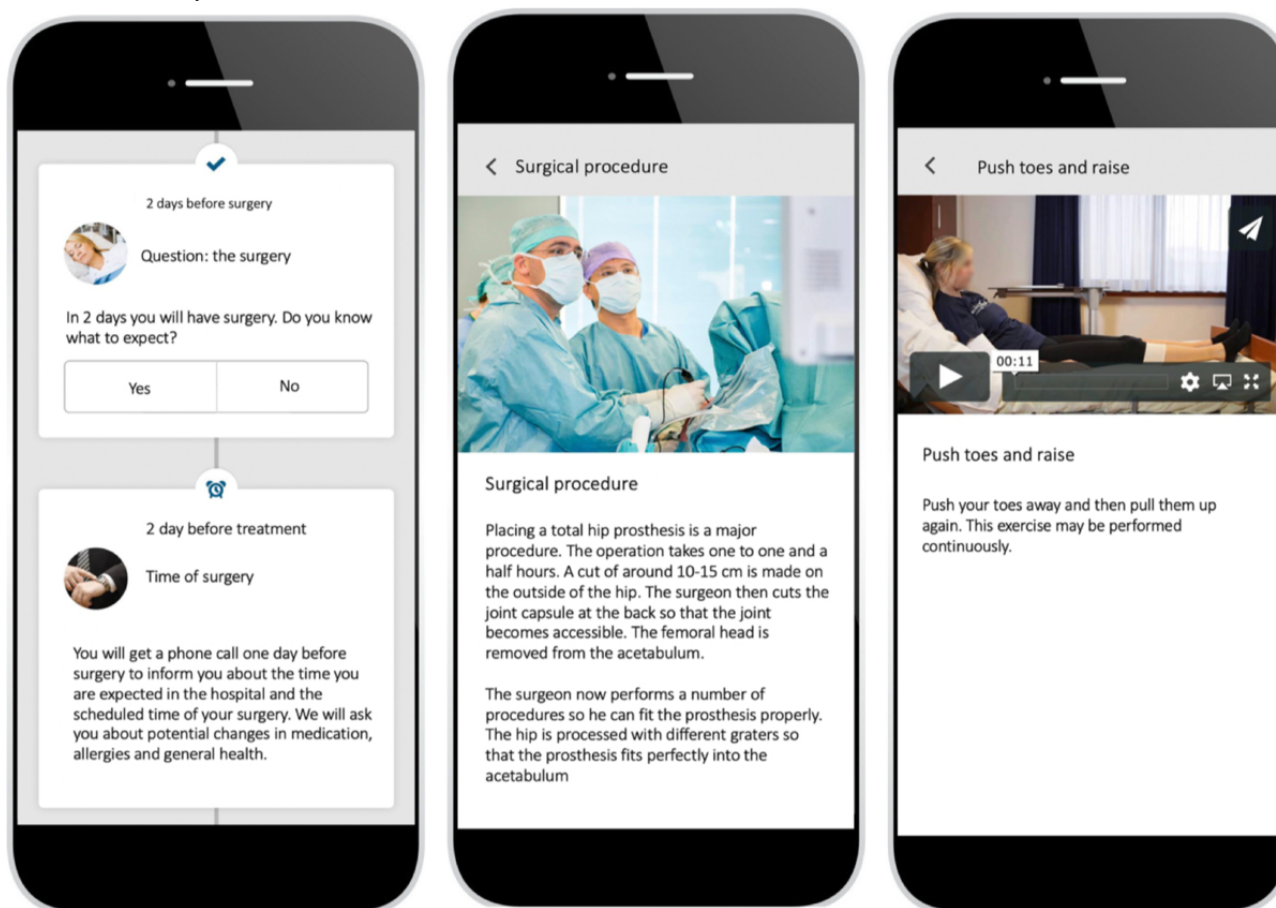 2 days before surgery
Question: the surgery
In 2 days you will have surgery. Do you know
what to expect?
Yes
No
2 day before treatment
Time of surgery
You will get a phone call one day before
surgery to inform you about the time you
are expected in the hospital and the
scheduled time of your surgery. We will ask
you about potential changes in medication,
allergies and general health.
Surgical procedure
Surgical procedure
Placing a total hip prosthesis is a major
procedure. The operation takes one to one and a
half hours. A cut of around 10-15 cm is made on
the outside of the hip. The surgeon then cuts the
joint capsule at the back so that the joint
becomes accessible. The femoral head is
removed from the acetabulum.
The surgeon now performs a number of
procedures so he can fit the prosthesis properly.
The hip is processed with different graters so
that the prosthesis fits perfectly into the
acetabulum
Push toes and raise
00:11
Push toes and raise
Push your toes away and then pull them up
again. This exercise may be performed
continuously.